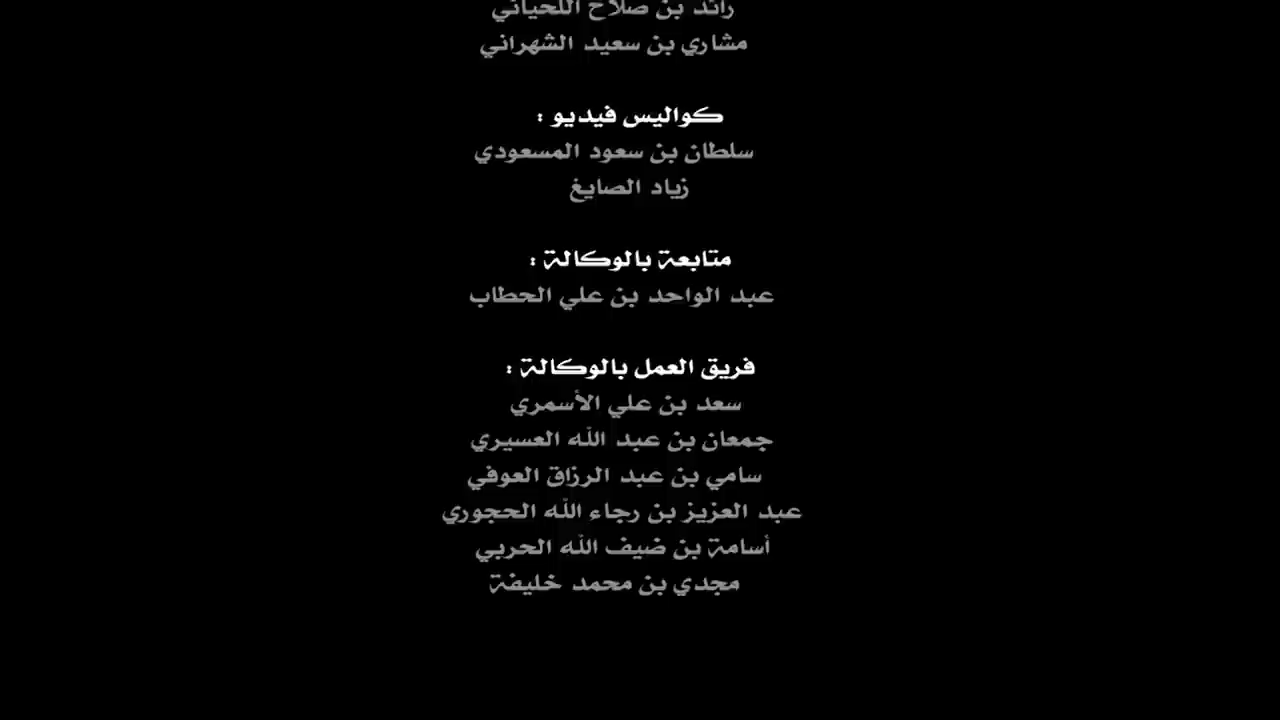 رائد بن صلاح اللحياني
مشاري بن سعيد الشهراني
كواليس فيديو :
سلطان بن سعود المسعودي
زياد الصايغ
متابعة بالوكالة :
عبد الواحد بن علي الحطاب
فريق العمل بالوكالة :
سعد بن علي الأسمري
جمعان بن عبد الله العسيري
سامي بن عبد الرزاق العوفي
عبد العزيز بن رجاء الله الحجوري
أسامة بن ضيف الله الحربي
مجدي بن محمد خليفة